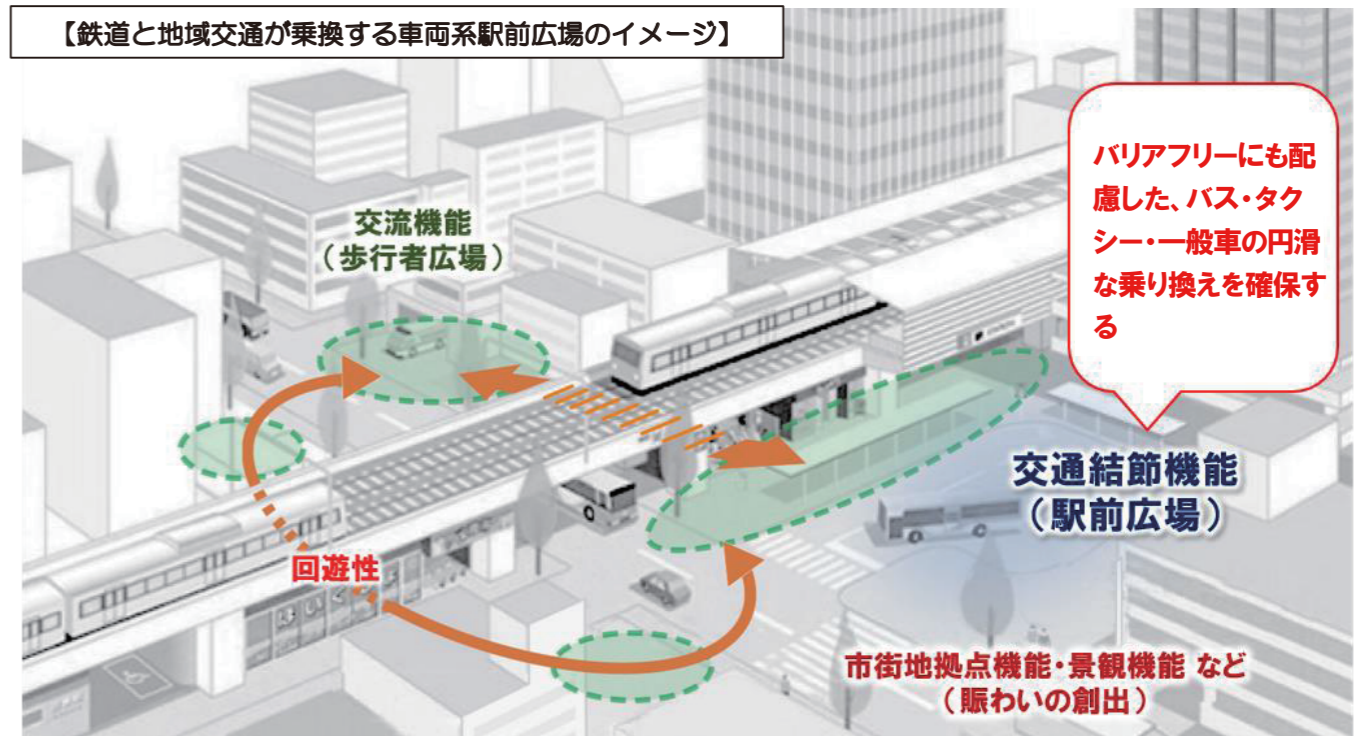 【鉄道と地域交通が乗換する車両系駅前広場のイメージ】
バリアフリーにも配
慮した、バス・タク
シー・一般車の円滑
な乗り換えを確保す
る
交流機能
（歩行者広場）
交通結節機能
（駅前広場）
回遊性
市街地拠点機能・景観機能 など
（賑わいの創出）